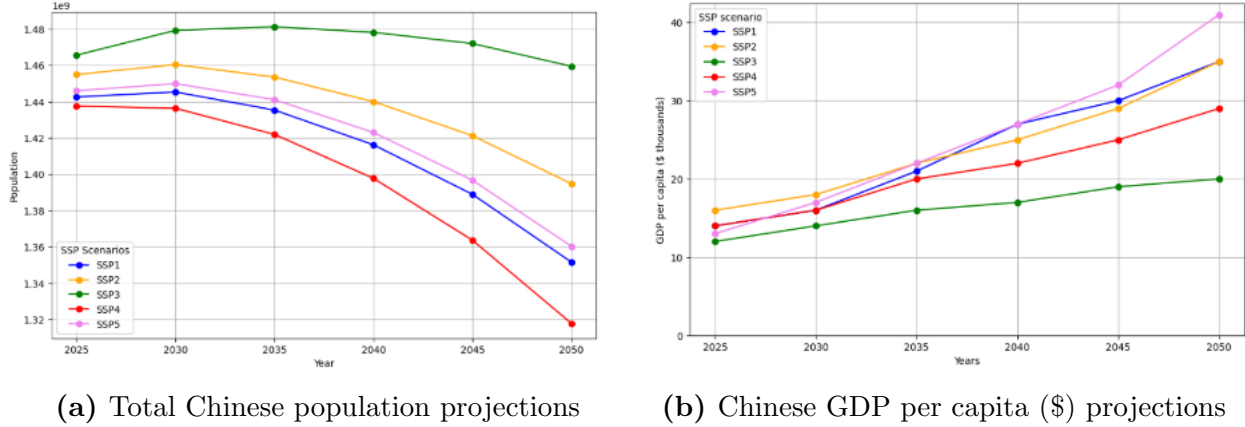 1e9
1.48
1.46
1.44
1.42
1.40
1.38
1.36
1.34
1.32
Population
SSP Scenarios
SSP1
SSP2
SSP3
SSP4
SSP5
2025 2030 2035 2040 2045 2050
Year
(a) Total Chinese population projections
SSP scenario
SSP1
SSP2
SSP3
SSP4
SSP5
40
30
20
10
0
GDP per capita ($ thousands)
2025 2030 2035 2040 2045 2050
Years
(b) Chinese GDP per capita ($) projections